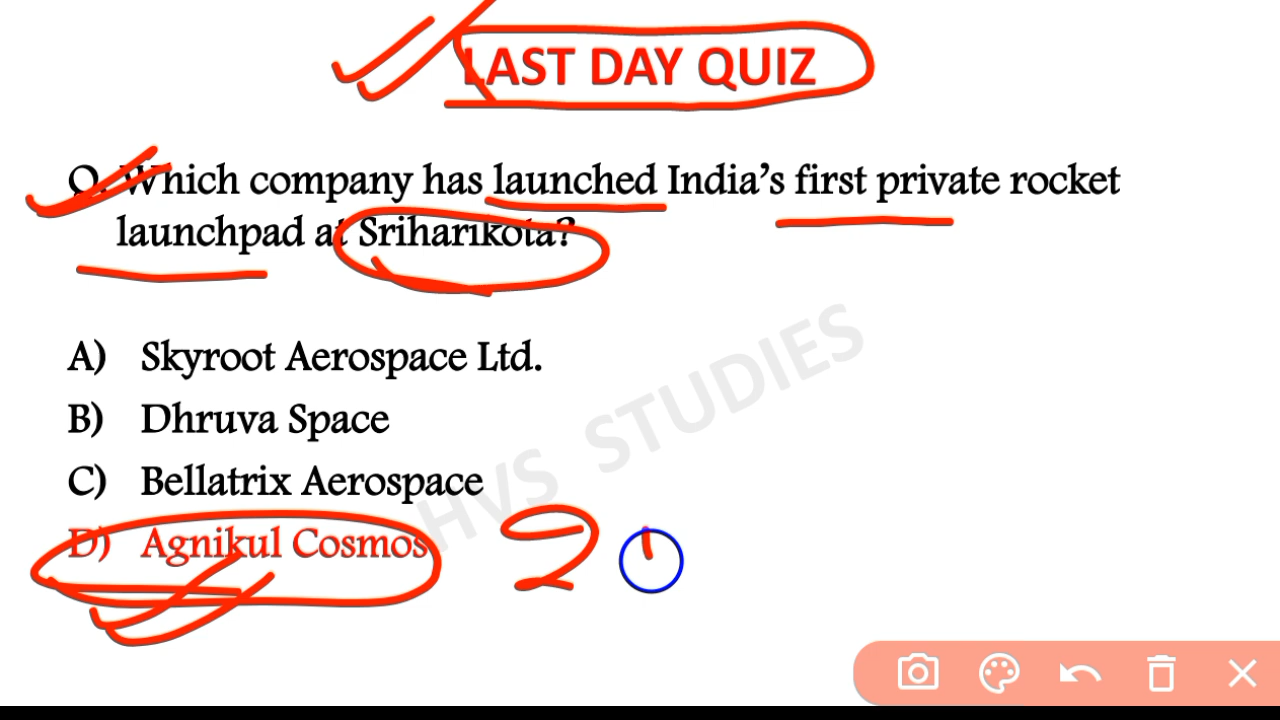 LAST DAY QUIZ
Q. Which company has launched India’s first private rocket
launchpad at Sriharikota?
A) Skyroot Aerospace Ltd.
B) Dhruva Space
C) Bellatrix Aerospace
D) Agnikul Cosmos
2
HVS STUDIES